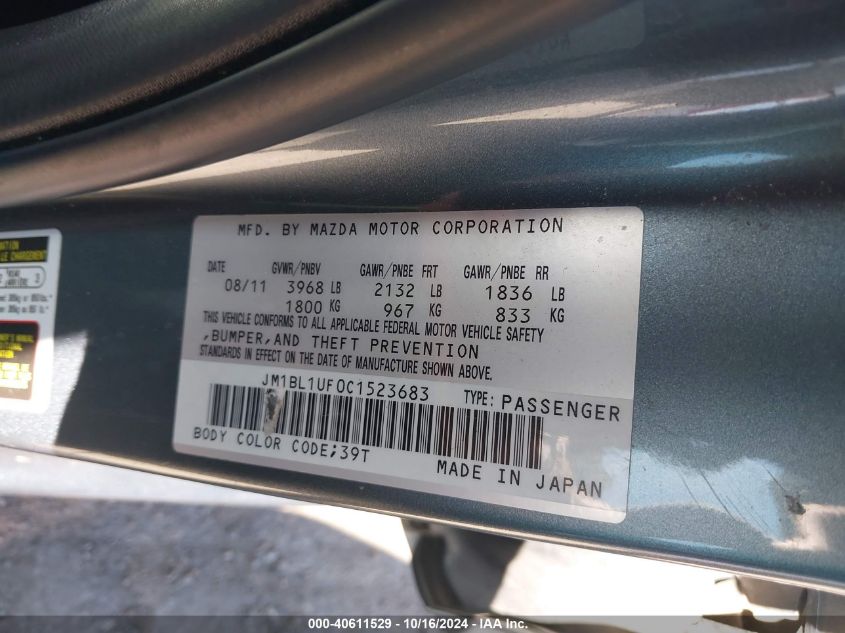 MFD. BY MAZDA MOTOR CORPORATION
DATE GVWR/PNBV GAWR/PNBE FRT GAWR/PNBE RR
08/11 3968 LB 2132 LB 1836 LB
1800 KG 967 KG 833 KG
THIS VEHICLE CONFORMS TO ALL APPLICABLE FEDERAL MOTOR VEHICLE SAFETY
,BUMPER,AND THEFT PREVENTION
STANDARDS IN EFFECT ON THE DATE OF MANUFACTURE SHOWN ABOVE.
JM1BL1UF0C1523683 TYPE: PASSENGER
BODY COLOR CODE;39T
MADE IN JAPAN
LE CHARGEMENT
000-40611529 - 10/16/2024 - IAA Inc.